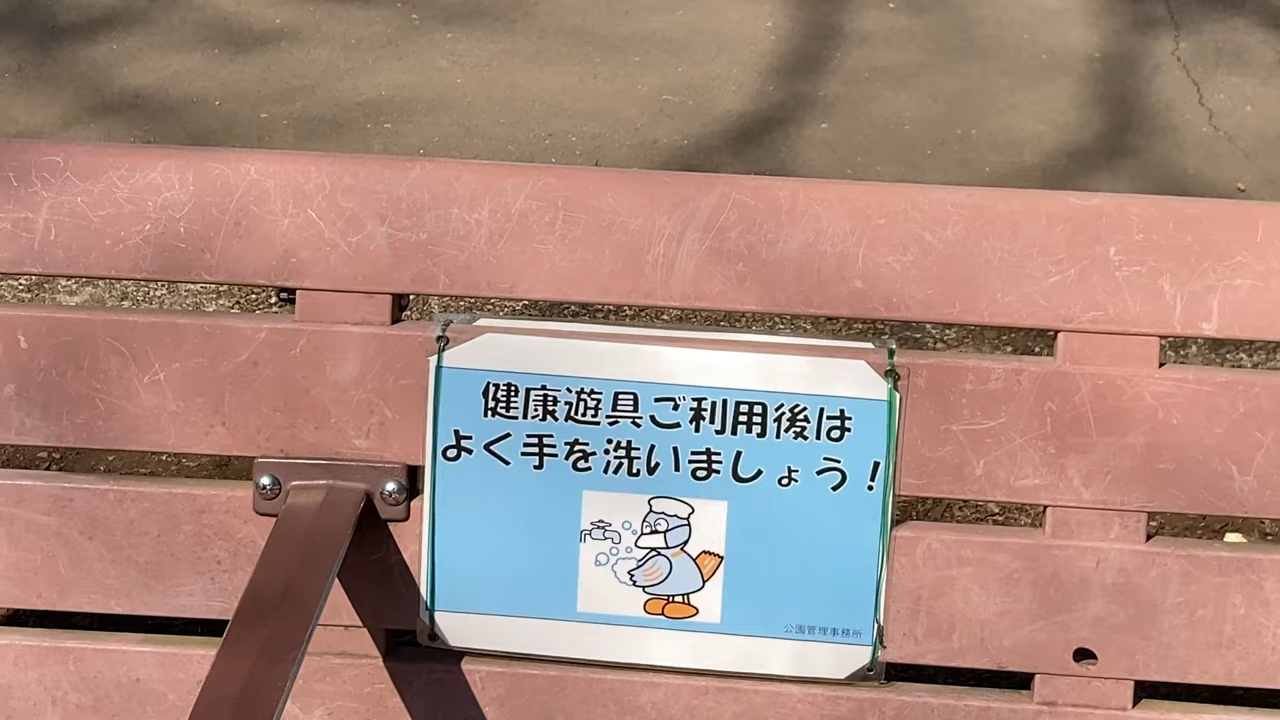 健康遊具ご利用後は
よく手を洗いましょう！
公園管理事務所